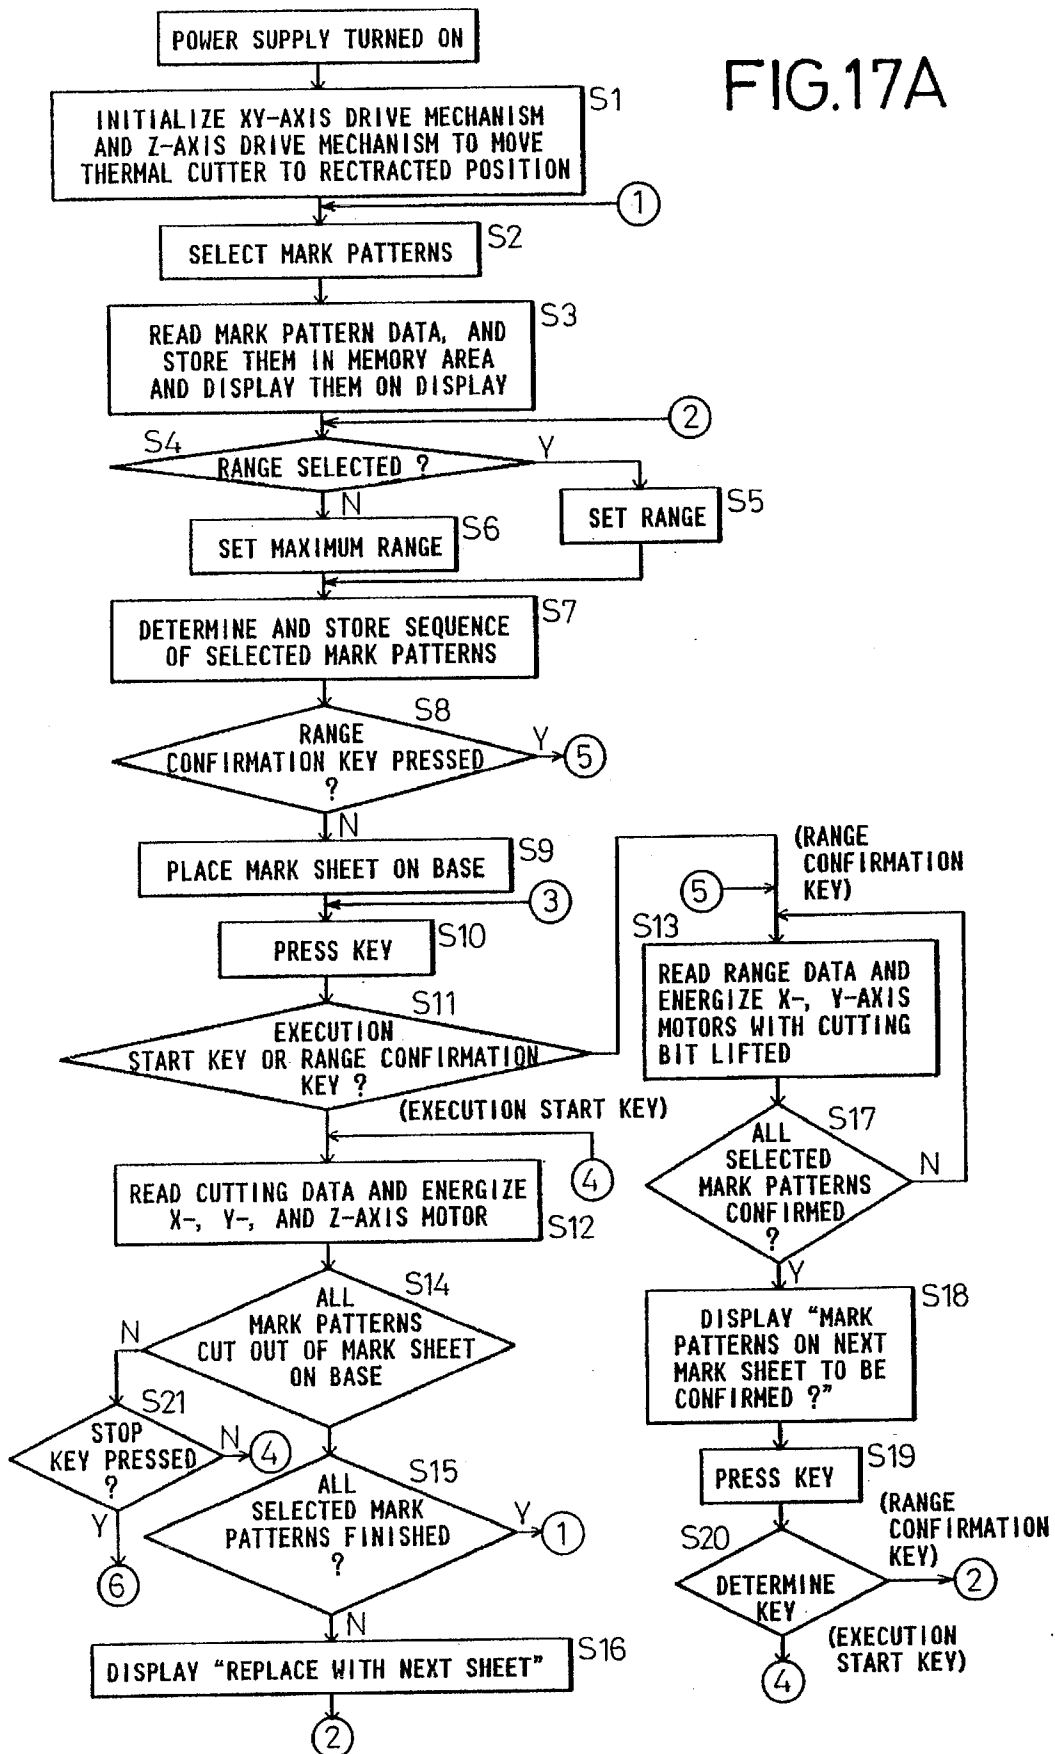 FIG.17A
POWER SUPPLY TURNED ON
S1
INITIALIZE XY-AXIS DRIVE MECHANISM
AND Z-AXIS DRIVE MECHANISM TO MOVE
THERMAL CUTTER TO RECTRACTED POSITION
1
S2
SELECT MARK PATTERNS
S3
READ MARK PATTERN DATA, AND
STORE THEM IN MEMORY AREA
AND DISPLAY THEM ON DISPLAY
2
S4
RANGE SELECTED ?
Y
N
S5
SET RANGE
S6
SET MAXIMUM RANGE
S7
DETERMINE AND STORE SEQUENCE
OF SELECTED MARK PATTERNS
S8
RANGE
CONFIRMATION KEY PRESSED
?
Y
5
N
S9
PLACE MARK SHEET ON BASE
3
S10
PRESS KEY
S11
EXECUTION
START KEY OR RANGE CONFIRMATION
KEY ?
(EXECUTION START KEY)
4
READ CUTTING DATA AND ENERGIZE
X-, Y-, AND Z-AXIS MOTOR
S12
S14
ALL
MARK PATTERNS
CUT OUT OF MARK SHEET
ON BASE
N
S21
STOP
KEY PRESSED
?
N
4
Y
6
S15
ALL
SELECTED MARK
PATTERNS FINISHED
?
Y
1
N
S16
DISPLAY “REPLACE WITH NEXT SHEET”
2
(RANGE
CONFIRMATION
KEY)
5
S13
READ RANGE DATA AND
ENERGIZE X-, Y-AXIS
MOTORS WITH CUTTING
BIT LIFTED
S17
ALL
SELECTED
MARK PATTERNS
CONFIRMED
?
N
Y
S18
DISPLAY “MARK
PATTERNS ON NEXT
MARK SHEET TO BE
CONFIRMED ?”
S19
PRESS KEY
S20
DETERMINE
KEY
(RANGE
CONFIRMATION
KEY)
2
(EXECUTION
START KEY)
4